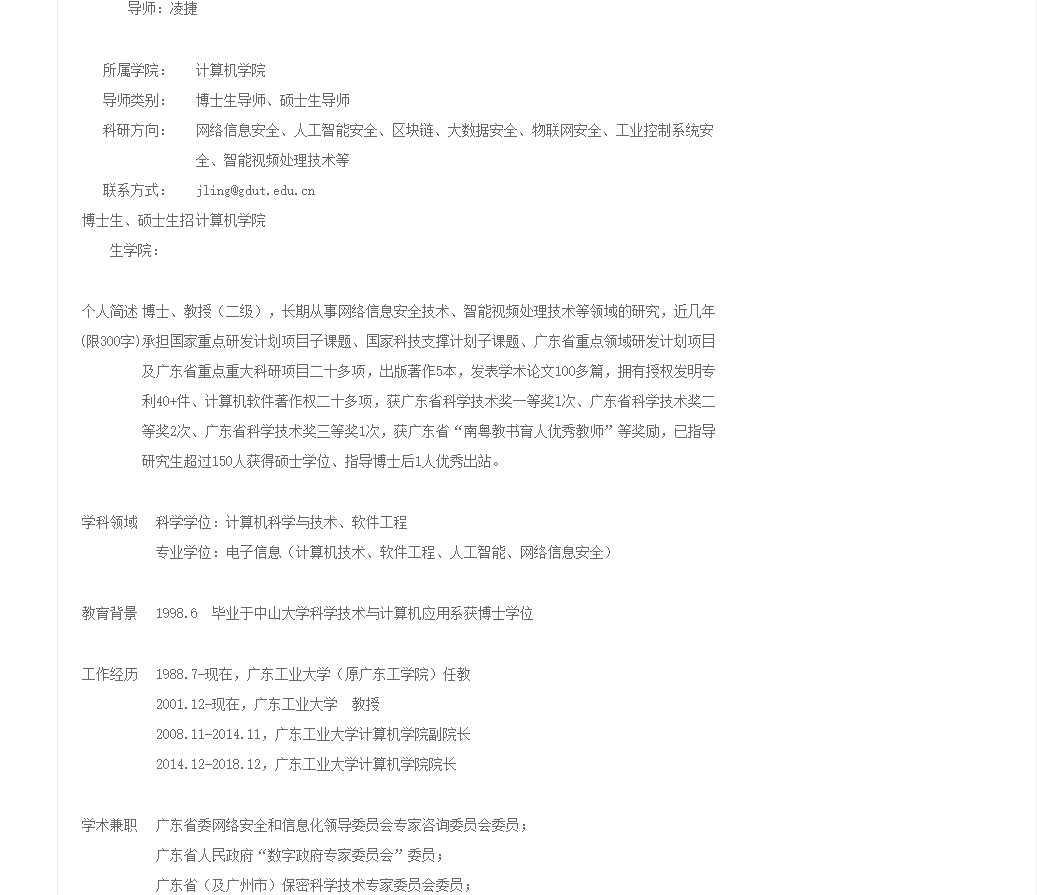 导师：凌捷
所属学院： 计算机学院
导师类别： 博士生导师、硕士生导师
科研方向： 网络信息安全、人工智能安全、区块链、大数据安全、物联网安全、工业控制系统安
全、智能视频处理技术等
联系方式： jling@gdut.edu.cn
博士生、硕士生招 计算机学院
生学院：
个人简述 博士、教授（二级），长期从事网络信息安全技术、智能视频处理技术等领域的研究，近几年
(限300字) 承担国家重点研发计划项目子课题、国家科技支撑计划子课题、广东省重点领域研发计划项目
及广东省重点重大科研项目二十多项，出版著作5本，发表学术论文100多篇，拥有授权发明专
利40+件、计算机软件著作权二十多项，获广东省科学技术奖一等奖1次、广东省科学技术奖二
等奖2次、广东省科学技术奖三等奖1次，获广东省“南粤教书育人优秀教师”等奖励，已指导
研究生超过150人获得硕士学位、指导博士后1人优秀出站。
学科领域 科学学位：计算机科学与技术、软件工程
专业学位：电子信息（计算机技术、软件工程、人工智能、网络信息安全）
教育背景 1998.6 毕业于中山大学科学技术与计算机应用系获博士学位
工作经历 1988.7-现在，广东工业大学（原广东工学院）任教
2001.12-现在，广东工业大学 教授
2008.11-2014.11，广东工业大学计算机学院副院长
2014.12-2018.12，广东工业大学计算机学院院长
学术兼职 广东省委网络安全和信息化领导委员会专家咨询委员会委员；
广东省人民政府“数字政府专家委员会”委员；
广东省（及广州市）保密科学技术专家委员会委员；